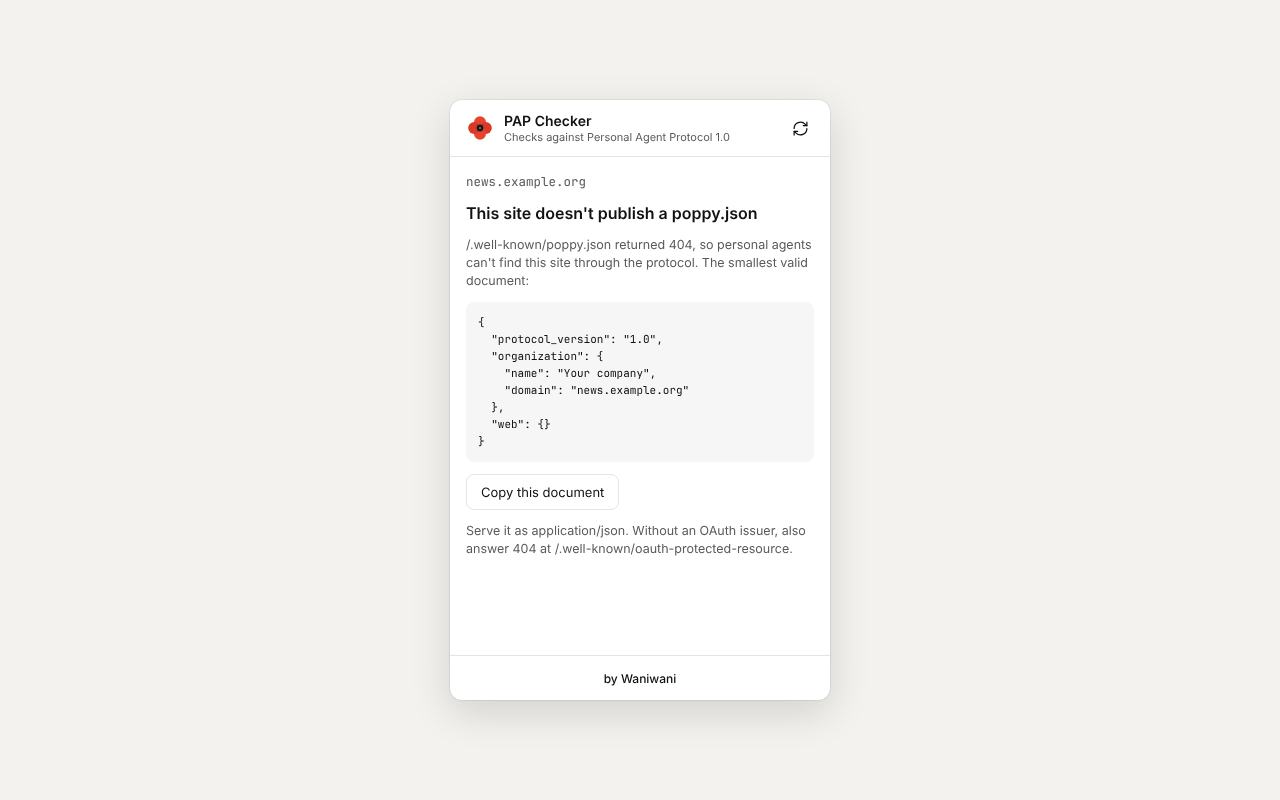 PAP Checker
Checks against Personal Agent Protocol 1.0
news.example.org
This site doesn't publish a poppy.json
/.well-known/poppy.json returned 404, so personal agents
can't find this site through the protocol. The smallest valid
document:
{
  "protocol_version": "1.0",
  "organization": {
    "name": "Your company",
    "domain": "news.example.org"
  },
  "web": {}
}
Copy this document
Serve it as application/json. Without an OAuth issuer, also
answer 404 at /.well-known/oauth-protected-resource.
by Waniwani